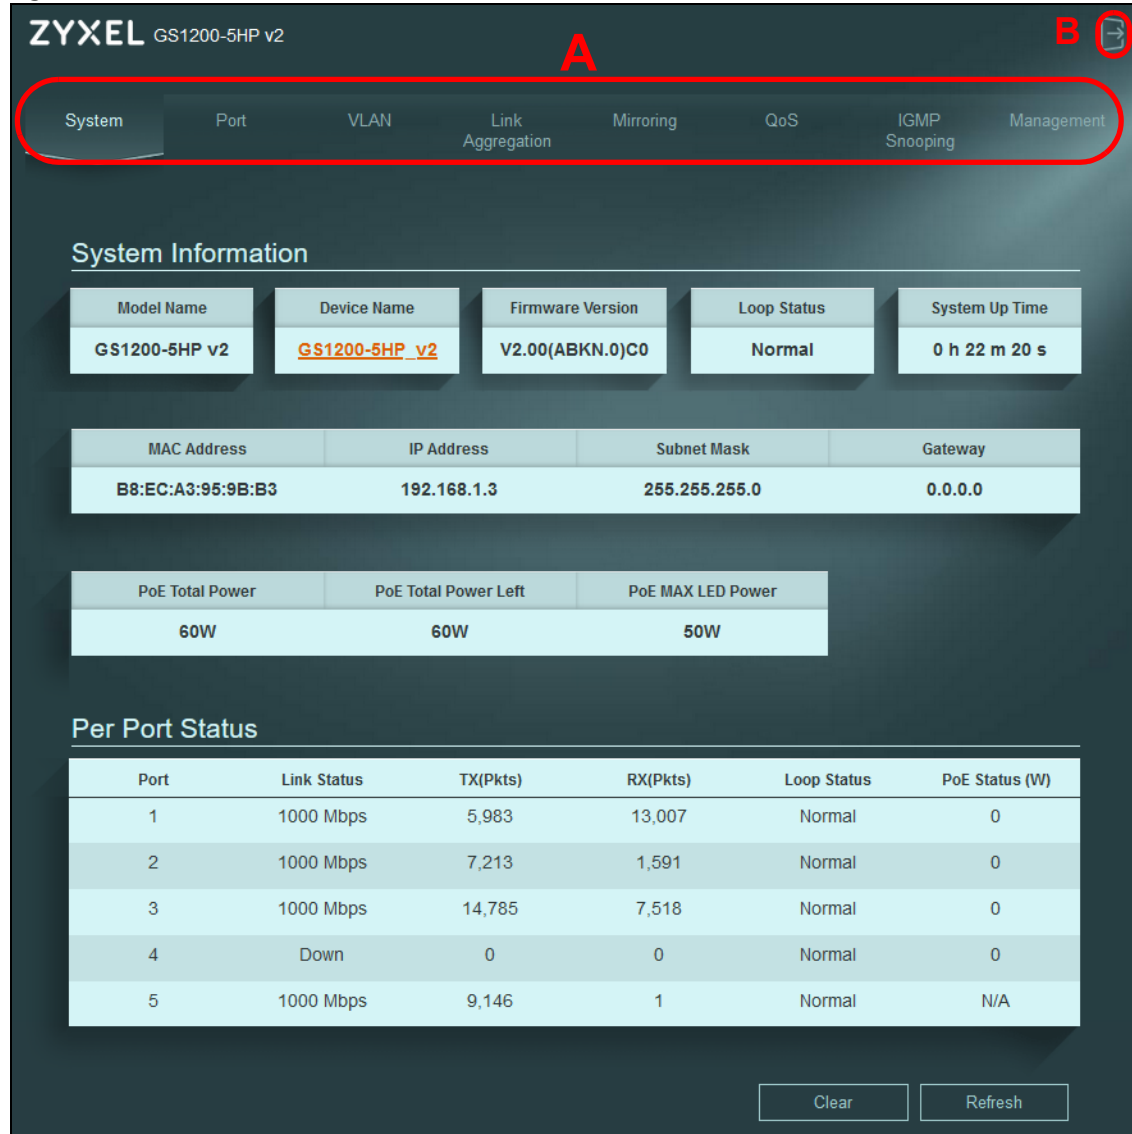 ZYXEL GS1200-5HP v2
A
B
System Port VLAN Link Aggregation Mirroring QoS IGMP Snooping Management
System Information
Model Name Device Name Firmware Version Loop Status System Up Time
GS1200-5HP v2 GS1200-5HP_v2 V2.00(ABKN.0)C0 Normal 0 h 22 m 20 s
MAC Address IP Address Subnet Mask Gateway
B8:EC:A3:95:9B:B3 192.168.1.3 255.255.255.0 0.0.0.0
PoE Total Power PoE Total Power Left PoE MAX LED Power
60W 60W 50W
Per Port Status
Port Link Status TX(Pkts) RX(Pkts) Loop Status PoE Status (W)
1 1000 Mbps 5,983 13,007 Normal 0
2 1000 Mbps 7,213 1,591 Normal 0
3 1000 Mbps 14,785 7,518 Normal 0
4 Down 0 0 Normal 0
5 1000 Mbps 9,146 1 Normal N/A
Clear Refresh